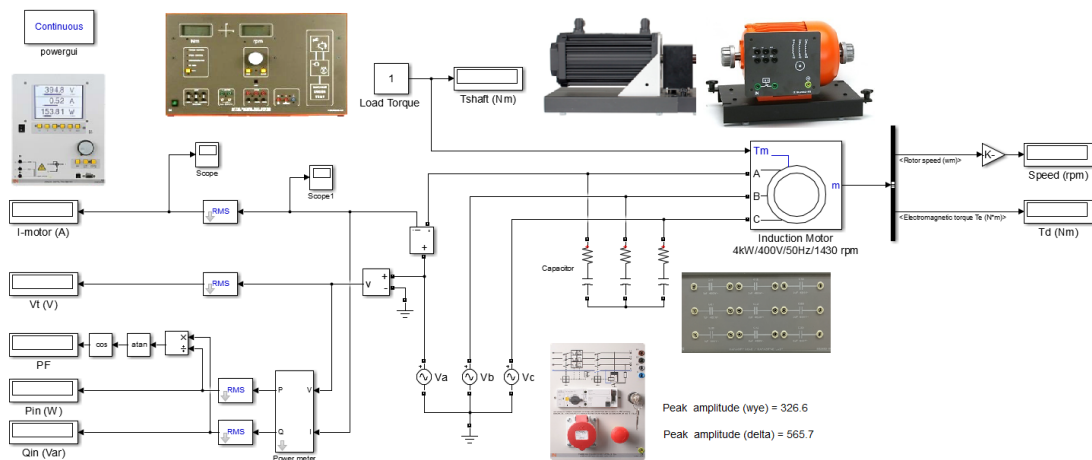 Continuous
powergui
394.8 V
0.52 A
153.81 W
1
Load Torque
Tshaft (Nm)
Scope
Scope1
RMS
I-motor (A)
Tm
A
B
C
m
Induction Motor
4kW/400V/50Hz/1430 rpm
<Rotor speed (wm)>
-K-
Speed (rpm)
<Electromagnetic torque Te (N*m)>
Td (Nm)
Capacitor
RMS
Vt (V)
v
PF
cos
atan
Va
Vb
Vc
RMS
Pin (W)
P
V
RMS
Qin (Var)
Q
I
Power meter
Peak amplitude (wye) = 326.6
Peak amplitude (delta) = 565.7